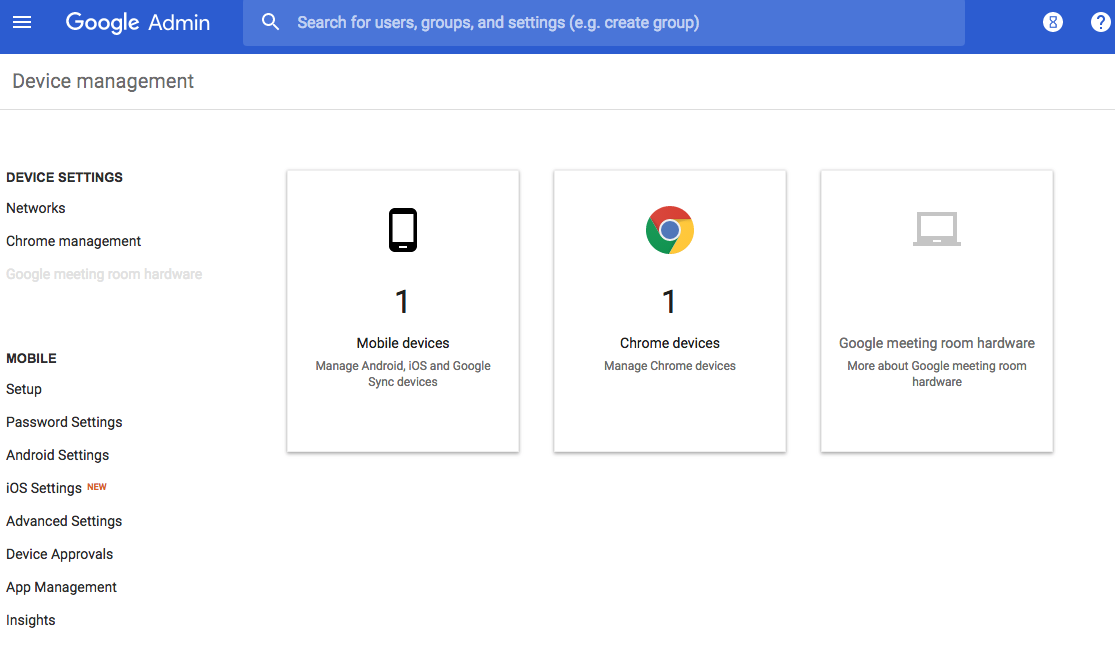 Google Admin
Search for users, groups, and settings (e.g. create group)
?
Device management
DEVICE SETTINGS
Networks
Chrome management
Google meeting room hardware
MOBILE
Setup
Password Settings
Android Settings
iOS Settings NEW
Advanced Settings
Device Approvals
App Management
Insights
1
Mobile devices
Manage Android, iOS and Google
Sync devices
1
Chrome devices
Manage Chrome devices
Google meeting room hardware
More about Google meeting room
hardware